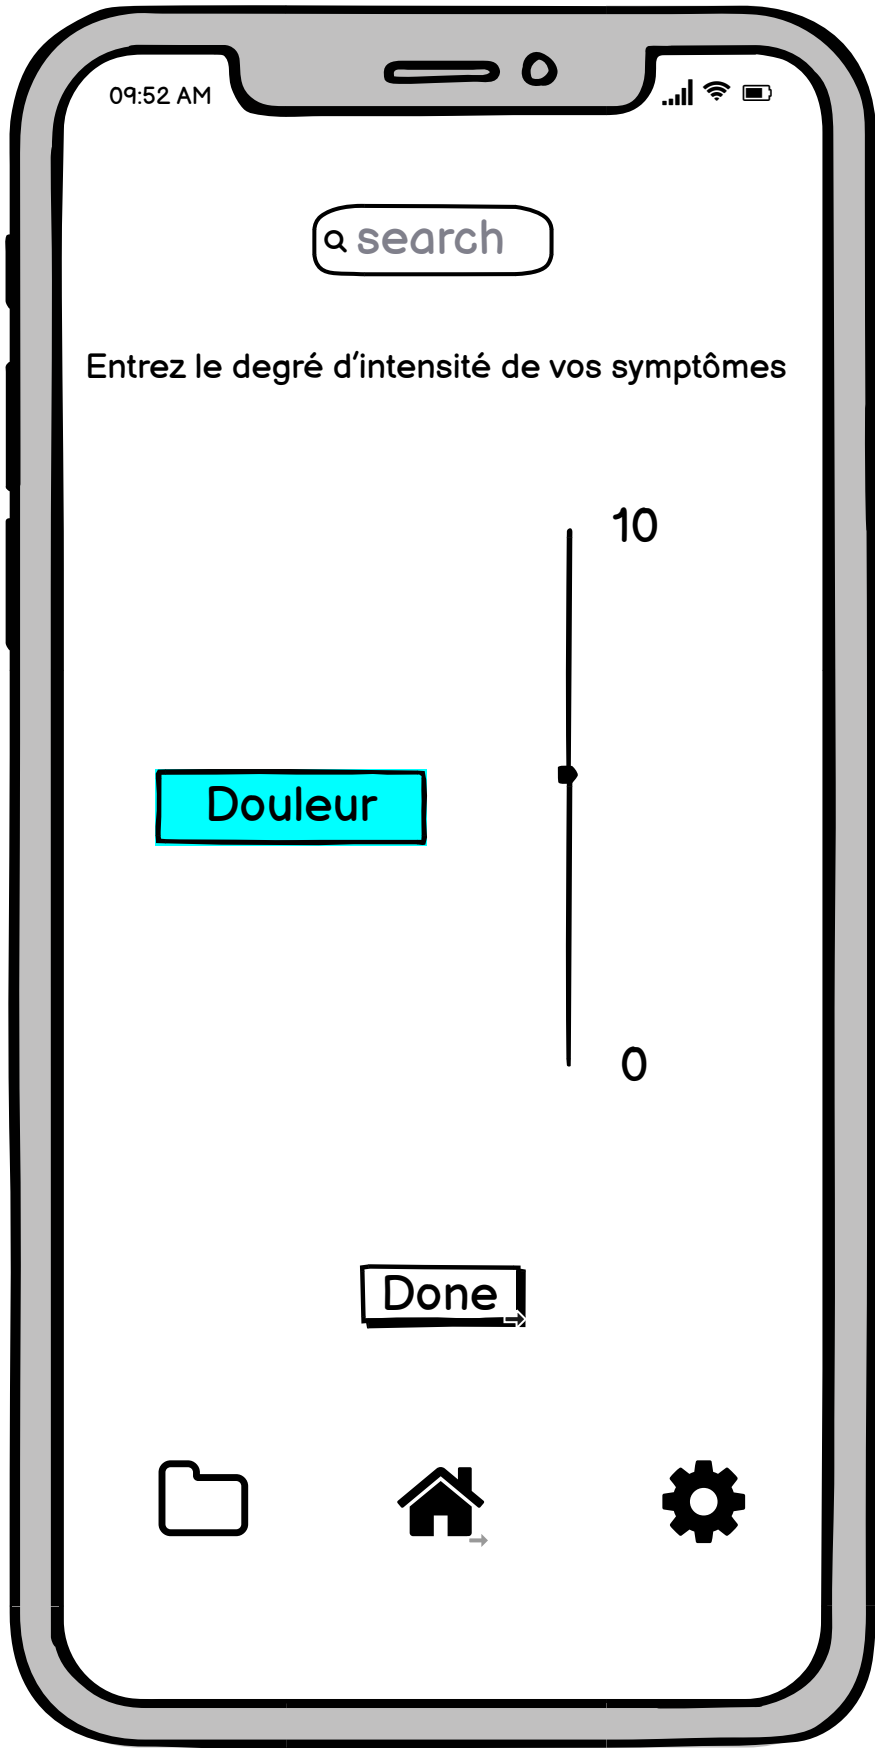 09:52 AM
search
Entrez le degré d'intensité de vos symptômes
10
Douleur
0
Done